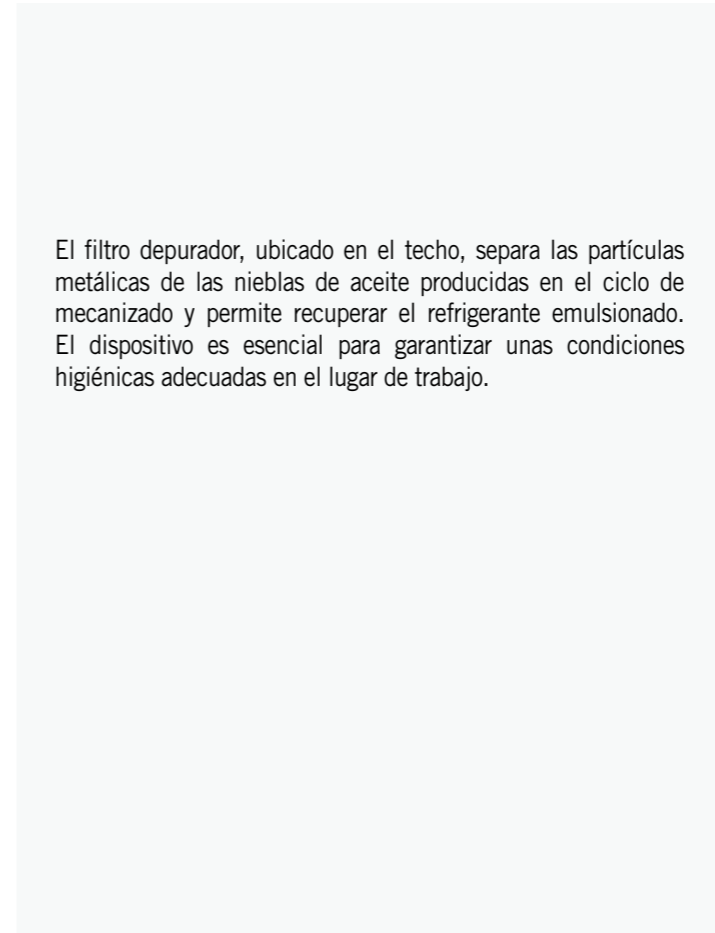 El filtro depurador, ubicado en el techo, separa las partículas
metálicas de las nieblas de aceite producidas en el ciclo de
mecanizado y permite recuperar el refrigerante emulsionado.
El dispositivo es esencial para garantizar unas condiciones
higiénicas adecuadas en el lugar de trabajo.